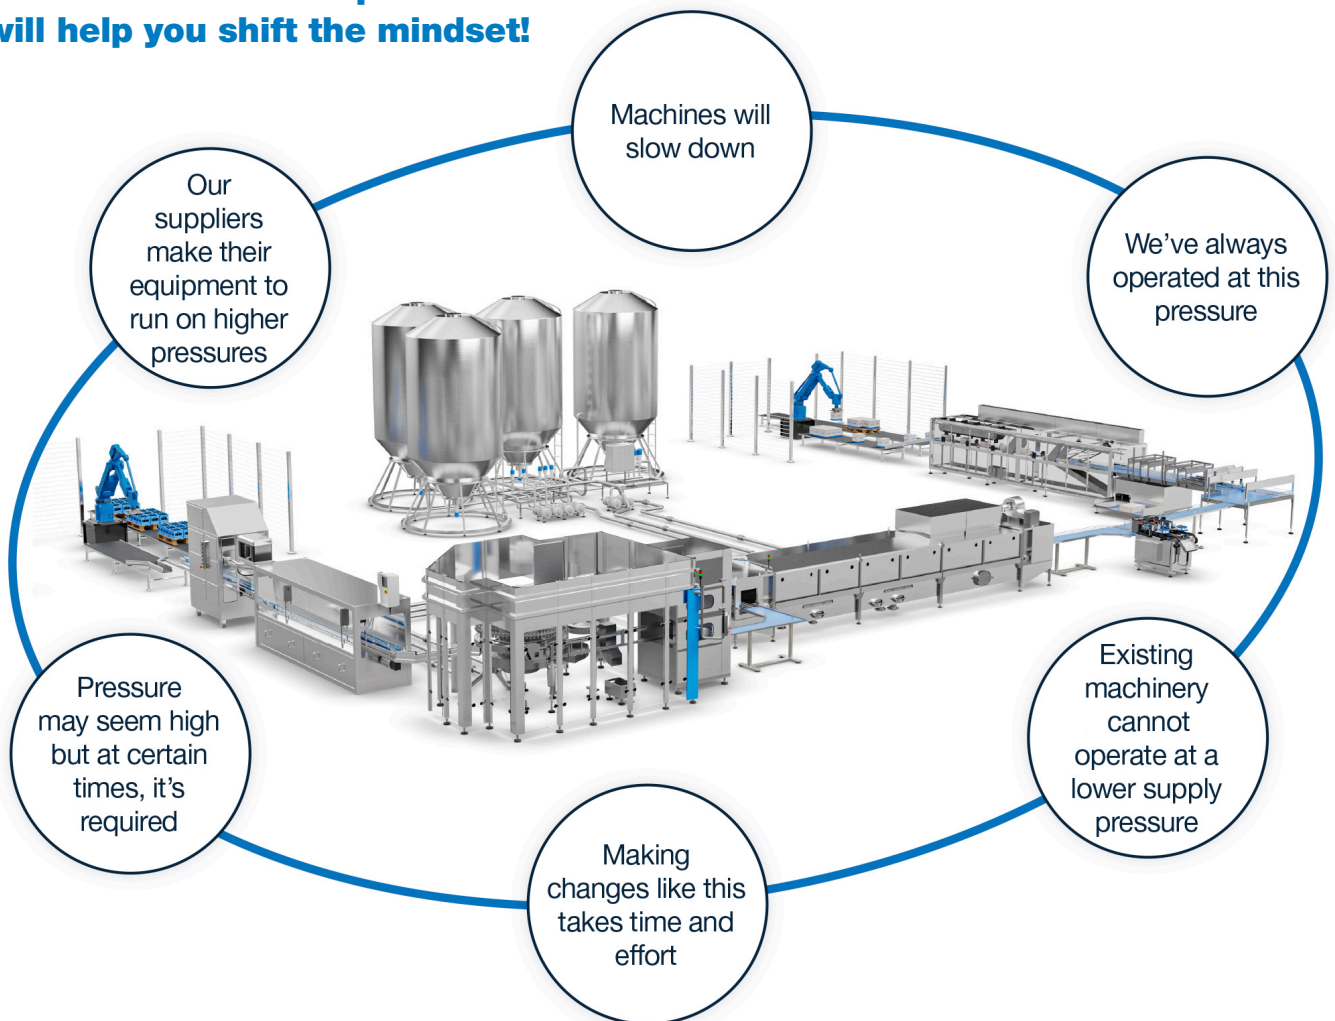 will help you shift the mindset!
Machines will
slow down
Our
suppliers
make their
equipment to
run on higher
pressures
We've always
operated at this
pressure
Pressure
may seem high
but at certain
times, it's
required
Existing
machinery
cannot
operate at a
lower supply
pressure
Making
changes like this
takes time and
effort